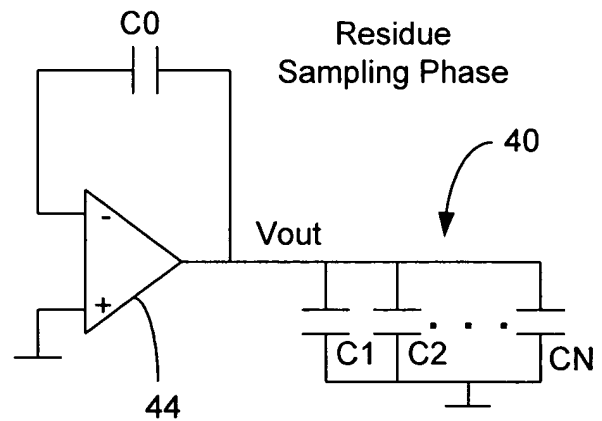 C0
Residue
Sampling Phase
40
Vout
-
+
C1
C2
. . .
CN
44